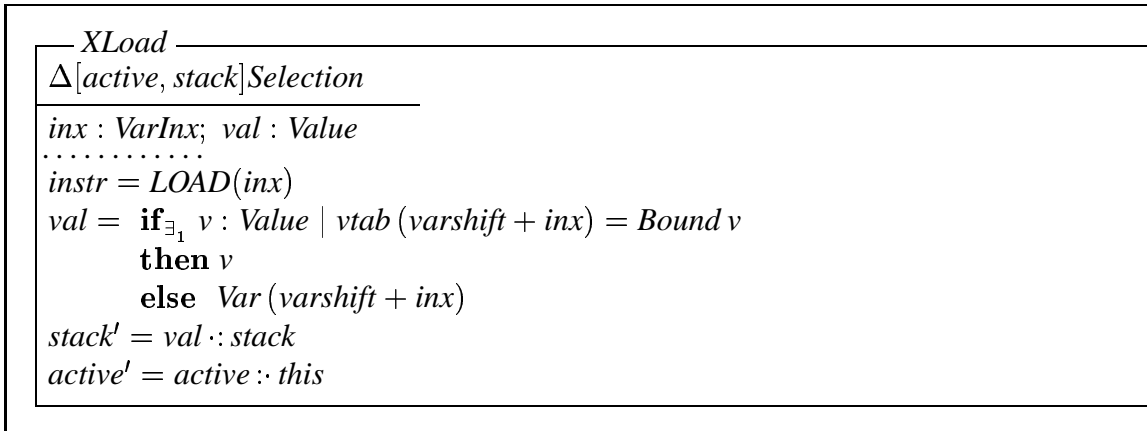 XLoad
Δ[active, stack]Selection
inx : VarInx; val : Value
. . . . . . . . . . . .
instr = LOAD(inx)
val = if∃₁ v : Value | vtab (varshift + inx) = Bound v
then v
else Var (varshift + inx)
stack′ = val ·: stack
active′ = active :· this